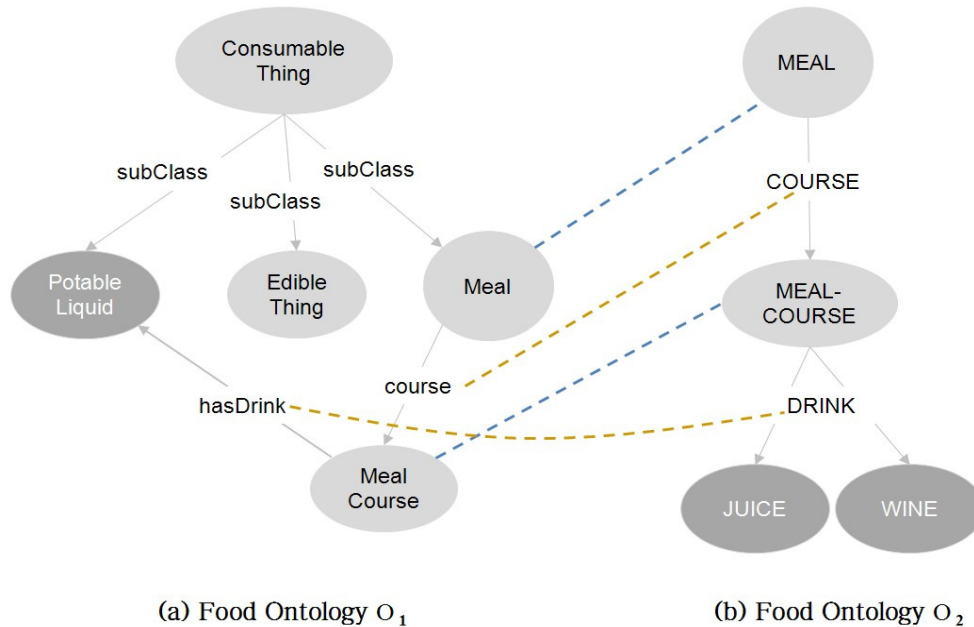 Consumable
Thing
subClass
subClass
subClass
Potable
Liquid
Edible
Thing
Meal
course
hasDrink
Meal
Course
(a) Food Ontology O₁
MEAL
COURSE
MEAL-
COURSE
DRINK
JUICE
WINE
(b) Food Ontology O₂